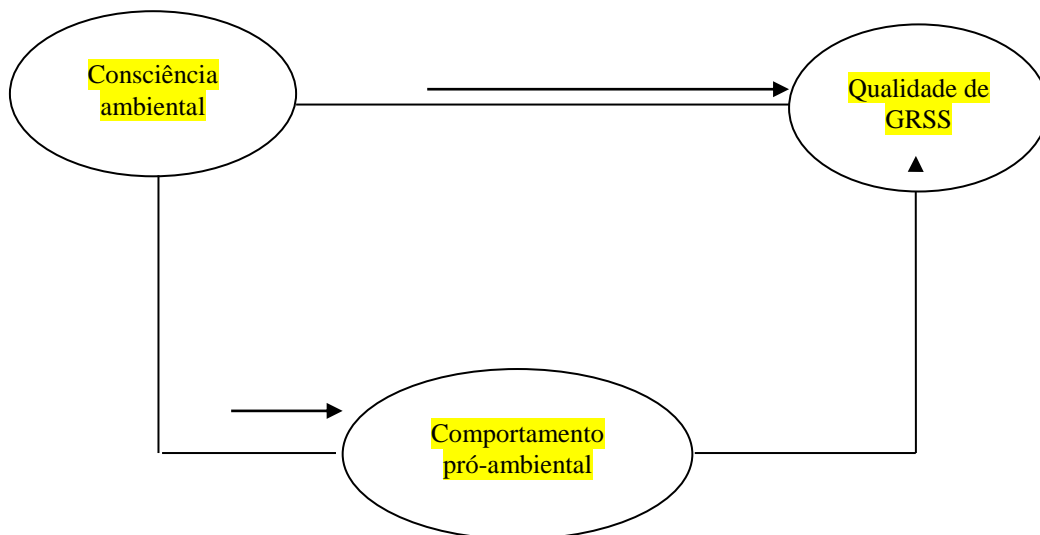 Consciência
ambiental
Qualidade de
GRSS
Comportamento
pró-ambiental